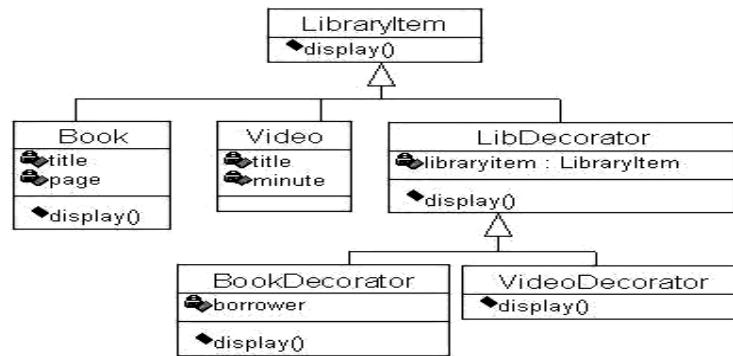 LibraryItem
display()
Book
title
page
display()
Video
title
minute
LibDecorator
libraryitem : LibraryItem
display()
BookDecorator
borrower
display()
VideoDecorator
display()